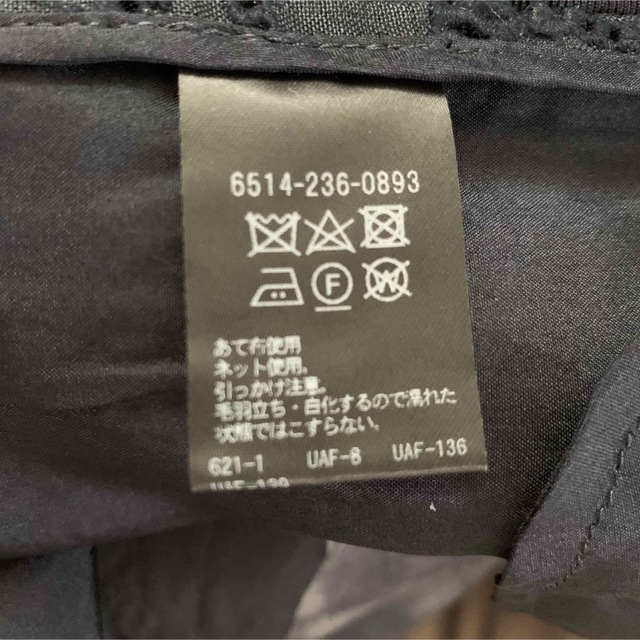 6514-236-0893
F W
あて布使用
ネット使用。
引っかけ注意。
毛羽立ち・白化するので濡れた
状態ではこすらず。
621-1 UAF-8 UAF-136